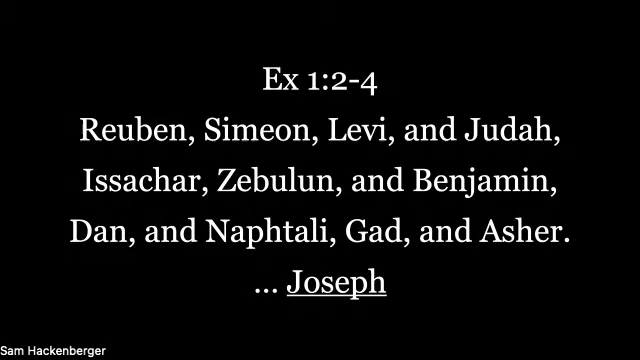 Ex 1:2-4
Reuben, Simeon, Levi, and Judah,
Issachar, Zebulun, and Benjamin,
Dan, and Naphtali, Gad, and Asher.
... Joseph
Sam Hackenberger